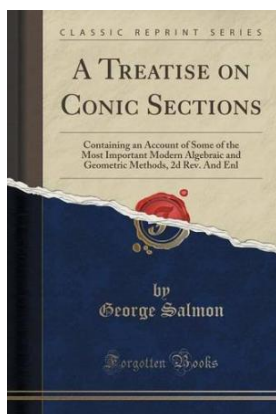 CLASSIC REPRINT SERIES
A TREATISE ON
CONIC SECTIONS
Containing an Account of Some of the
Most Important Modern Algebraic and
Geometric Methods, 2d Rev. And Enl
by
George Salmon
Forgotten Books